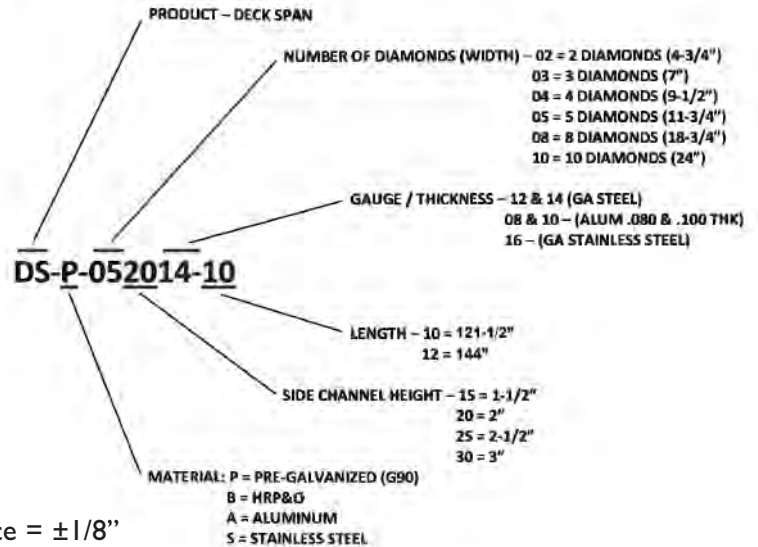 PRODUCT – DECK SPAN
NUMBER OF DIAMONDS (WIDTH) – 02 = 2 DIAMONDS (4-3/4")
03 = 3 DIAMONDS (7")
04 = 4 DIAMONDS (9-1/2")
05 = 5 DIAMONDS (11-3/4")
08 = 8 DIAMONDS (18-3/4")
10 = 10 DIAMONDS (24")
GAUGE / THICKNESS – 12 & 14 (GA STEEL)
08 & 10 – (ALUM .080 & .100 THK)
16 – (GA STAINLESS STEEL)
DS-P-052014-10
LENGTH – 10 = 121-1/2"
12 = 144"
SIDE CHANNEL HEIGHT – 15 = 1-1/2"
20 = 2"
25 = 2-1/2"
30 = 3"
MATERIAL: P = PRE-GALVANIZED (G90)
B = HRP&O
A = ALUMINUM
S = STAINLESS STEEL
= ±1/8”